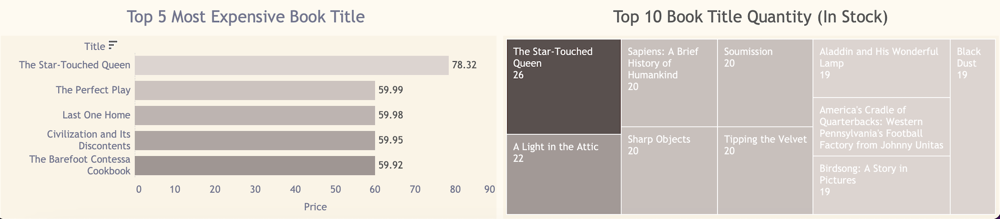 Top 5 Most Expensive Book Title
Title
The Star-Touched Queen
78.32
The Perfect Play
59.99
Last One Home
59.98
Civilization and Its
Discontents
59.95
The Barefoot Contessa
Cookbook
59.92
0 10 20 30 40 50 60 70 80 90
Price
Top 10 Book Title Quantity (In Stock)
The Star-Touched
Queen
26
A Light in the Attic
22
Sapiens: A Brief
History of
Humankind
20
Sharp Objects
20
Soumission
20
Tipping the Velvet
20
Aladdin and His Wonderful
Lamp
19
America's Cradle of
Quarterbacks: Western
Pennsylvania's Football
Factory from Johnny Unitas
Birdsong: A Story in
Pictures
19
Black
Dust
19